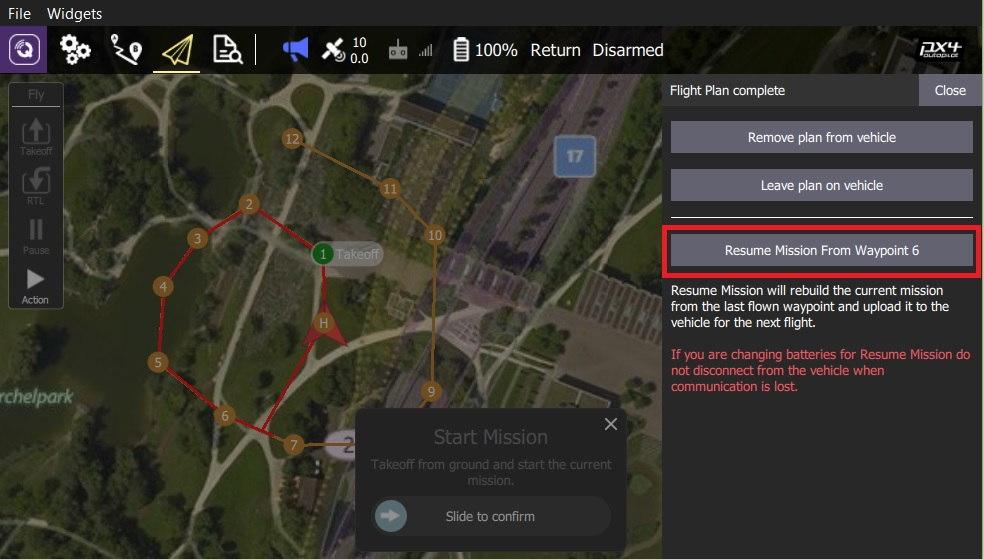 File Widgets
10
0.0
100% Return Disarmed
px4
autopilot
Fly
Takeoff
RTL
Pause
Action
Flight Plan complete
Close
Remove plan from vehicle
Leave plan on vehicle
Resume Mission From Waypoint 6
Resume Mission will rebuild the current mission
from the last flown waypoint and upload it to the
vehicle for the next flight.
If you are changing batteries for Resume Mission do
not disconnect from the vehicle when
communication is lost.
12
17
11
2
3
10
1 Takeoff
4
H
5
9
rchelpark
6
7
2
Start Mission
Takeoff from ground and start the current
mission.
Slide to confirm